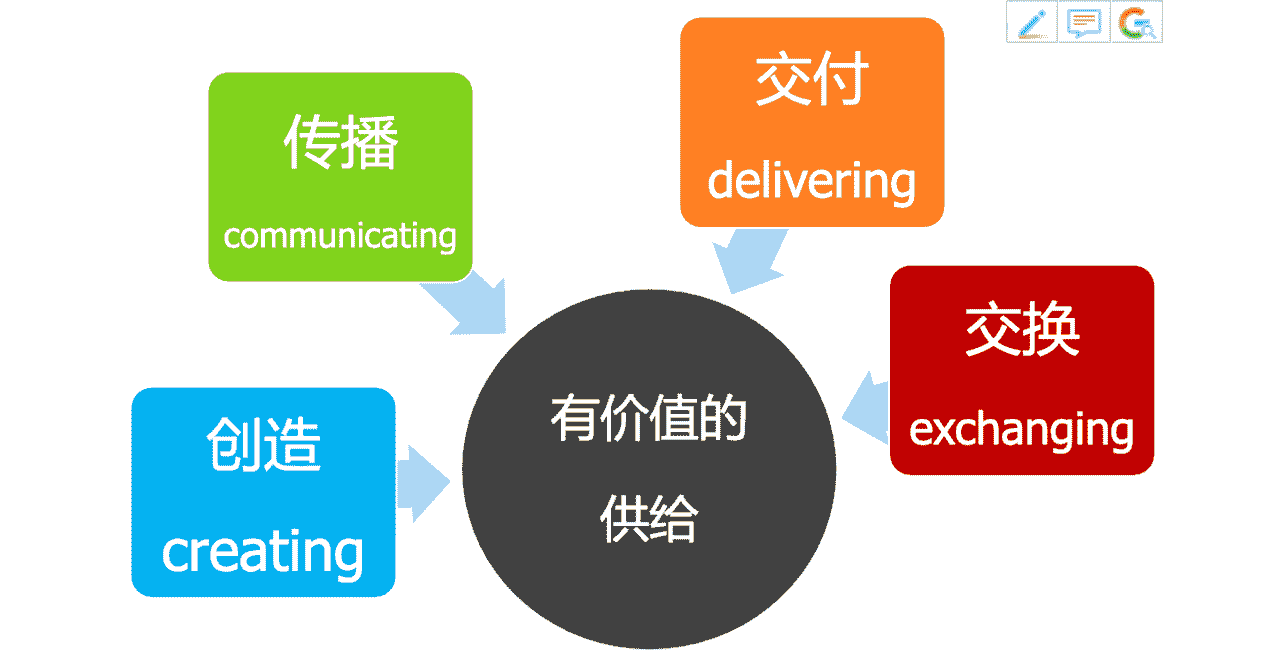 传播
communicating
交付
delivering
创造
creating
交换
exchanging
有价值的
供给